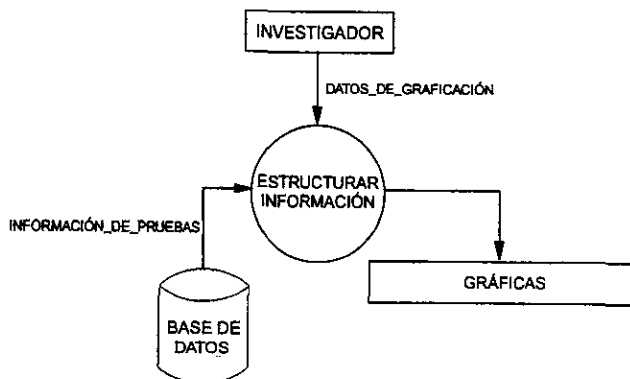 INVESTIGADOR
DATOS_DE_GRAFICACIÓN
ESTRUCTURAR
INFORMACIÓN
INFORMACIÓN_DE_PRUEBAS
GRÁFICAS
BASE DE
DATOS